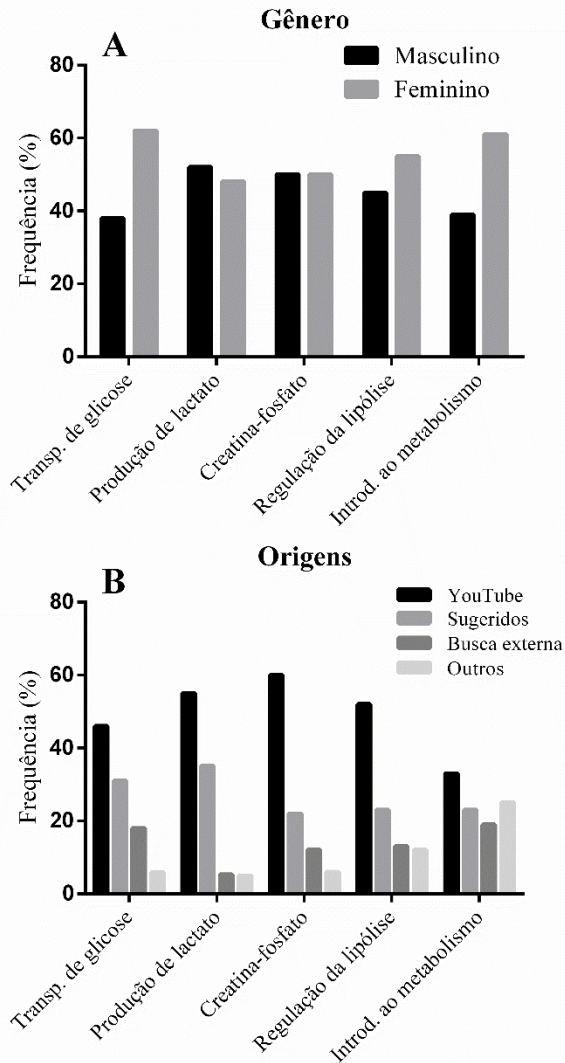 Gênero
A
Masculino
Feminino
Frequência (%)
80
60
40
20
0
Transp. de glicose
Produção de lactato
Creatina-fosfato
Regulação da lipólise
Introd. ao metabolismo
Origens
B
YouTube
Sugeridos
Busca externa
Outros
Frequência (%)
80
60
40
20
0
Transp. de glicose
Produção de lactato
Creatina-fosfato
Regulação da lipólise
Introd. ao metabolismo